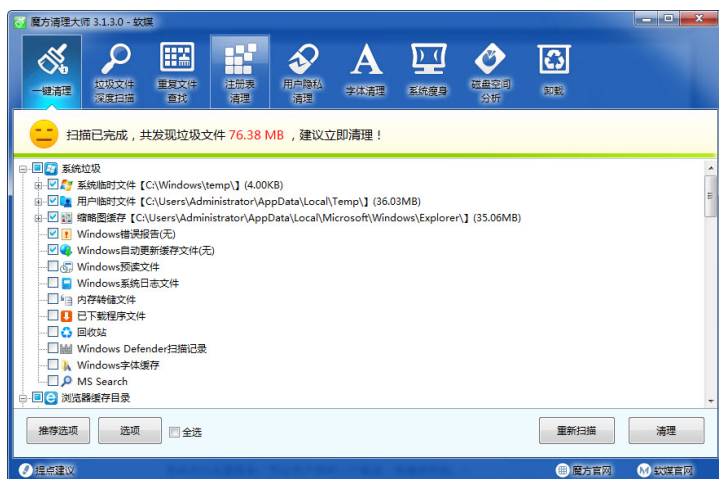 魔方清理大师 3.1.3.0 - 软媒
一键清理
垃圾文件
深度扫描
重复文件
查找
注册表
清理
用户隐私
清理
字体清理
系统瘦身
磁盘空间
分析
卸载
扫描已完成，共发现垃圾文件 76.38 MB ，建议立即清理！
系统垃圾
系统临时文件【C:\Windows\temp\】(4.00KB)
用户临时文件【C:\Users\Administrator\AppData\Local\Temp\】(36.03MB)
缩略图缓存【C:\Users\Administrator\AppData\Local\Microsoft\Windows\Explorer\】(35.06MB)
Windows错误报告(无)
Windows自动更新缓存文件(无)
Windows预读文件
Windows系统日志文件
内存转储文件
已下载程序文件
回收站
Windows Defender扫描记录
Windows字体缓存
MS Search
浏览器缓存目录
推荐选项 选项 全选 重新扫描 清理
提点建议 魔方官网 软媒官网